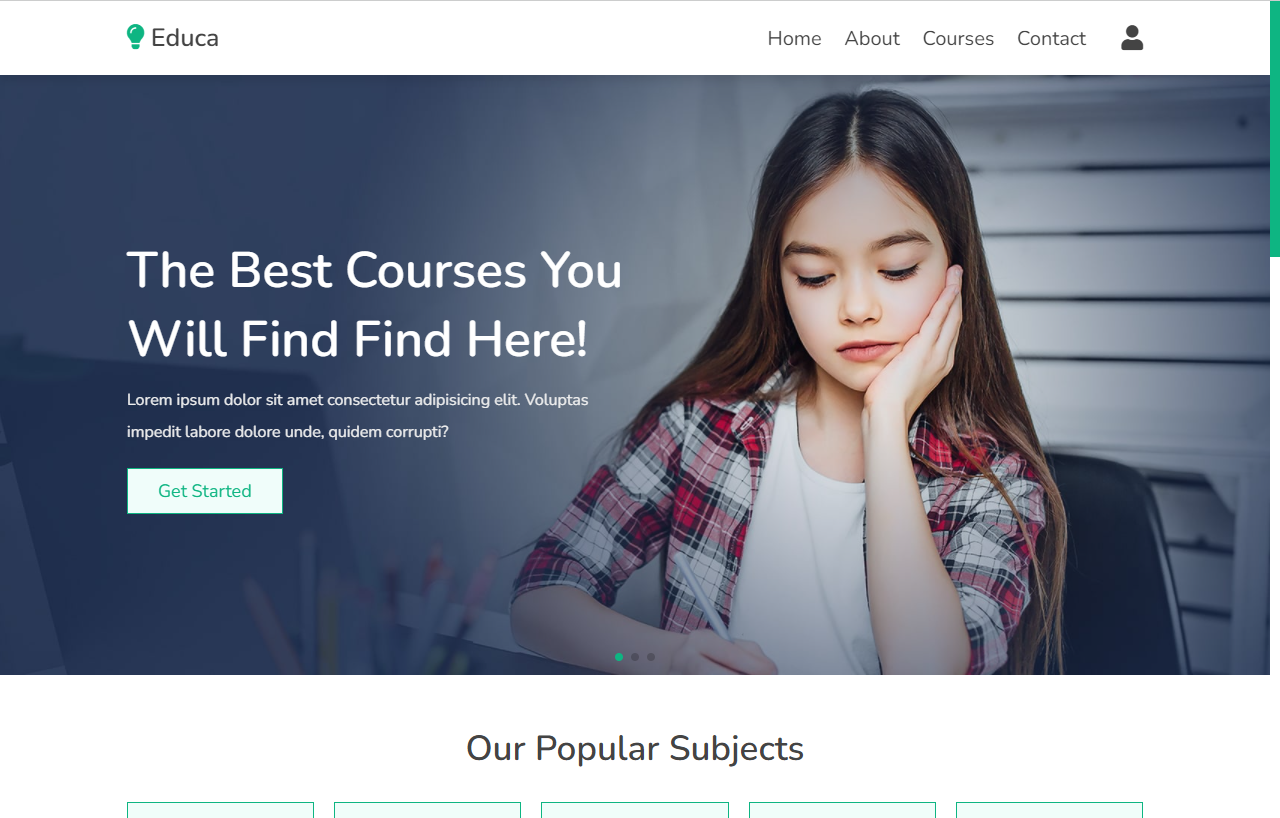 Educa
Home About Courses Contact
The Best Courses You
Will Find Find Here!
Lorem ipsum dolor sit amet consectetur adipisicing elit. Voluptas
impedit labore dolore unde, quidem corrupti?
Get Started
Our Popular Subjects